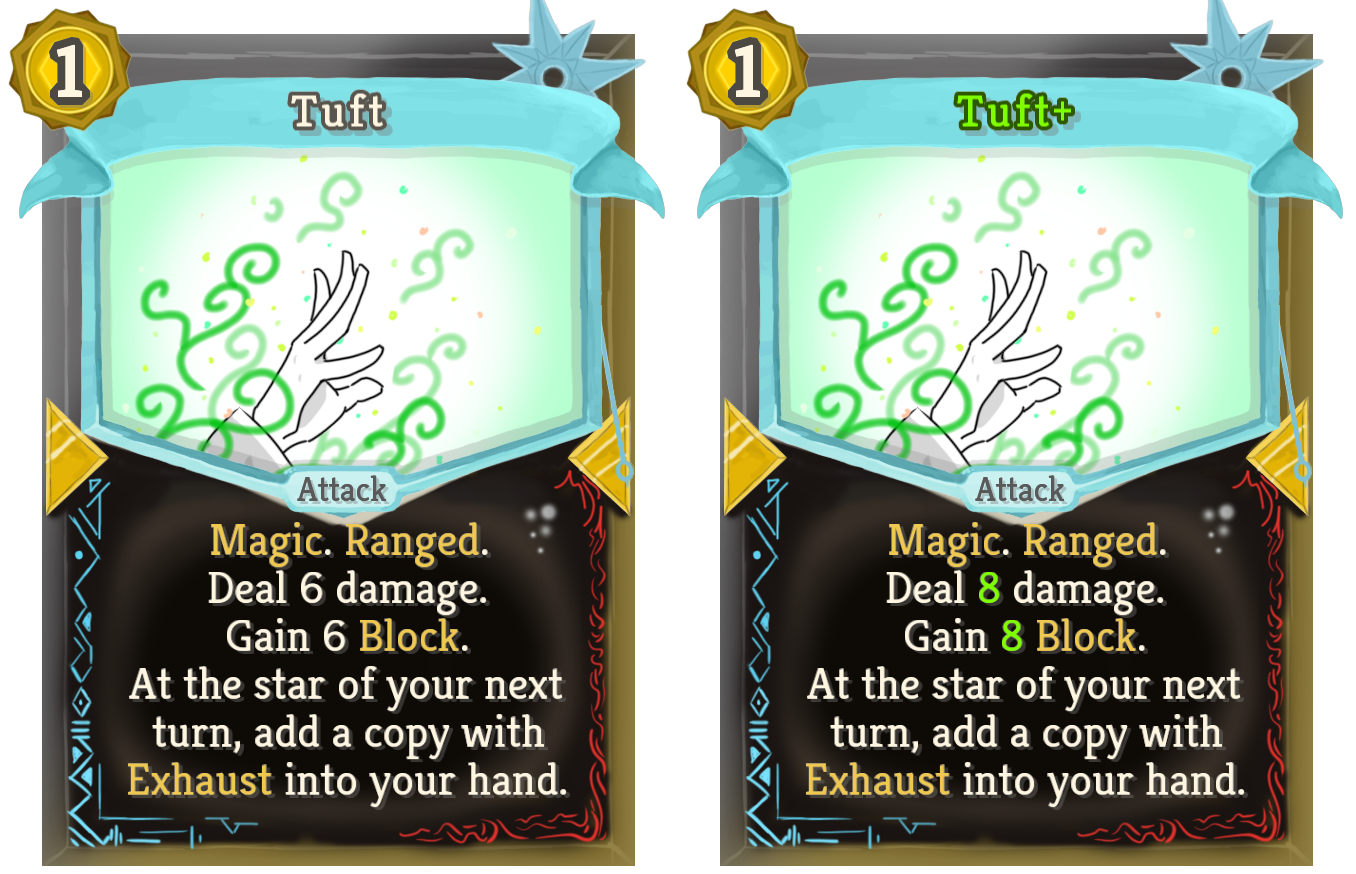 1
Tuft
Attack
Magic. Ranged.
Deal 6 damage.
Gain 6 Block.
At the star of your next
turn, add a copy with
Exhaust into your hand.
1
Tuft+
Attack
Magic. Ranged.
Deal 8 damage.
Gain 8 Block.
At the star of your next
turn, add a copy with
Exhaust into your hand.